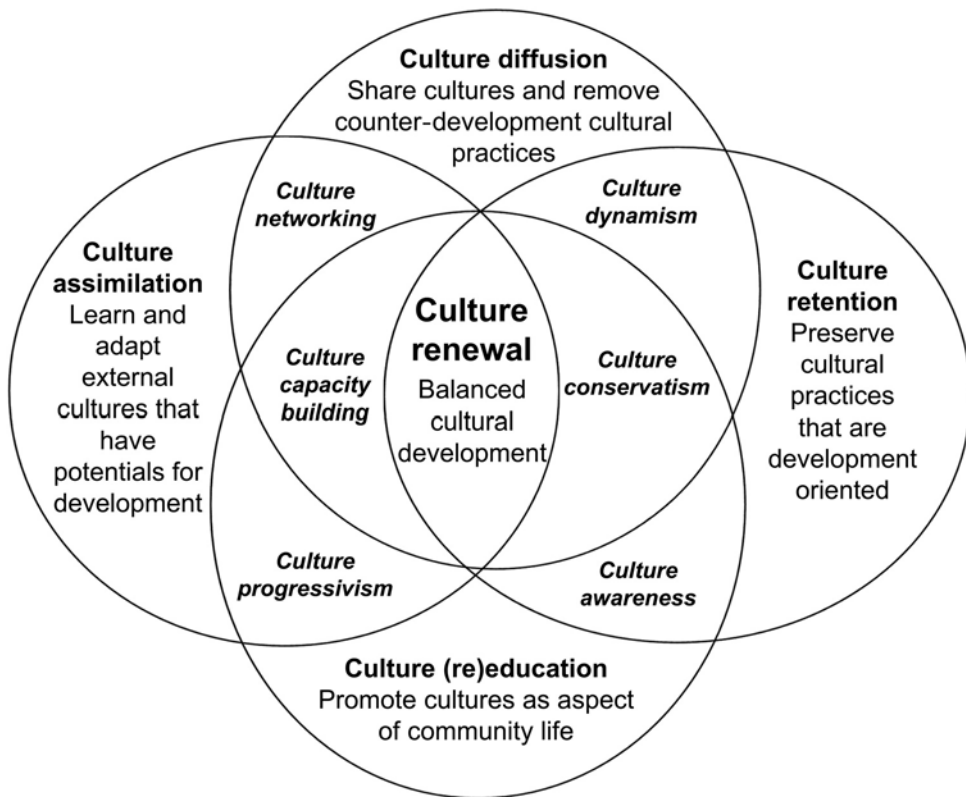 Culture diffusion
Share cultures and remove
counter-development cultural
practices
Culture
networking
Culture
dynamism
Culture
assimilation
Learn and
adapt
external
cultures that
have
potentials for
development
Culture
capacity
building
Culture
renewal
Balanced
cultural
development
Culture
conservatism
Culture
retention
Preserve
cultural
practices
that are
development
oriented
Culture
progressivism
Culture
awareness
Culture (re)education
Promote cultures as aspect
of community life